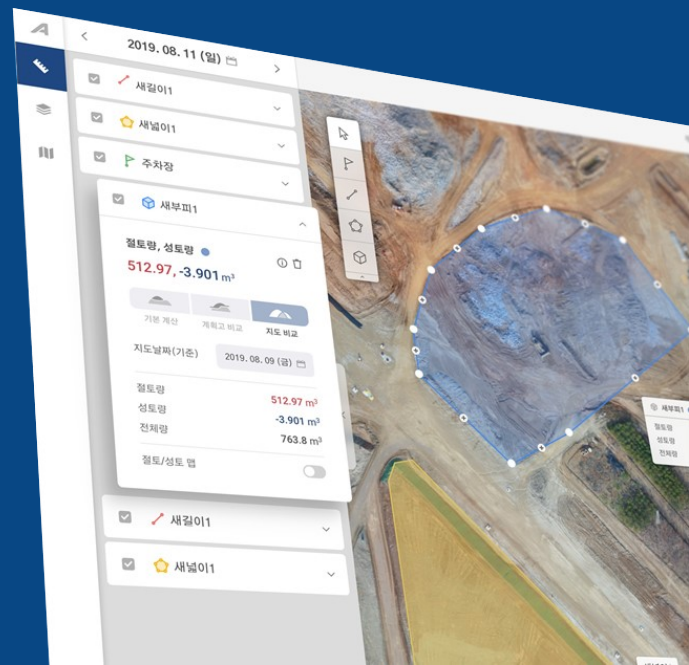 2019. 08. 11 (일)
새길이1
새넓이1
주차장
새부피1
절토량, 성토량
512.97, -3.901 m³
기본 계산
계획고 비교
지도 비교
지도날짜(기준)
2019. 08. 09 (금)
절토량
512.97 m³
성토량
-3.901 m³
전체량
763.8 m³
절토/성토 맵
새길이1
새넓이1
새부피1
절토량
성토량
전체량